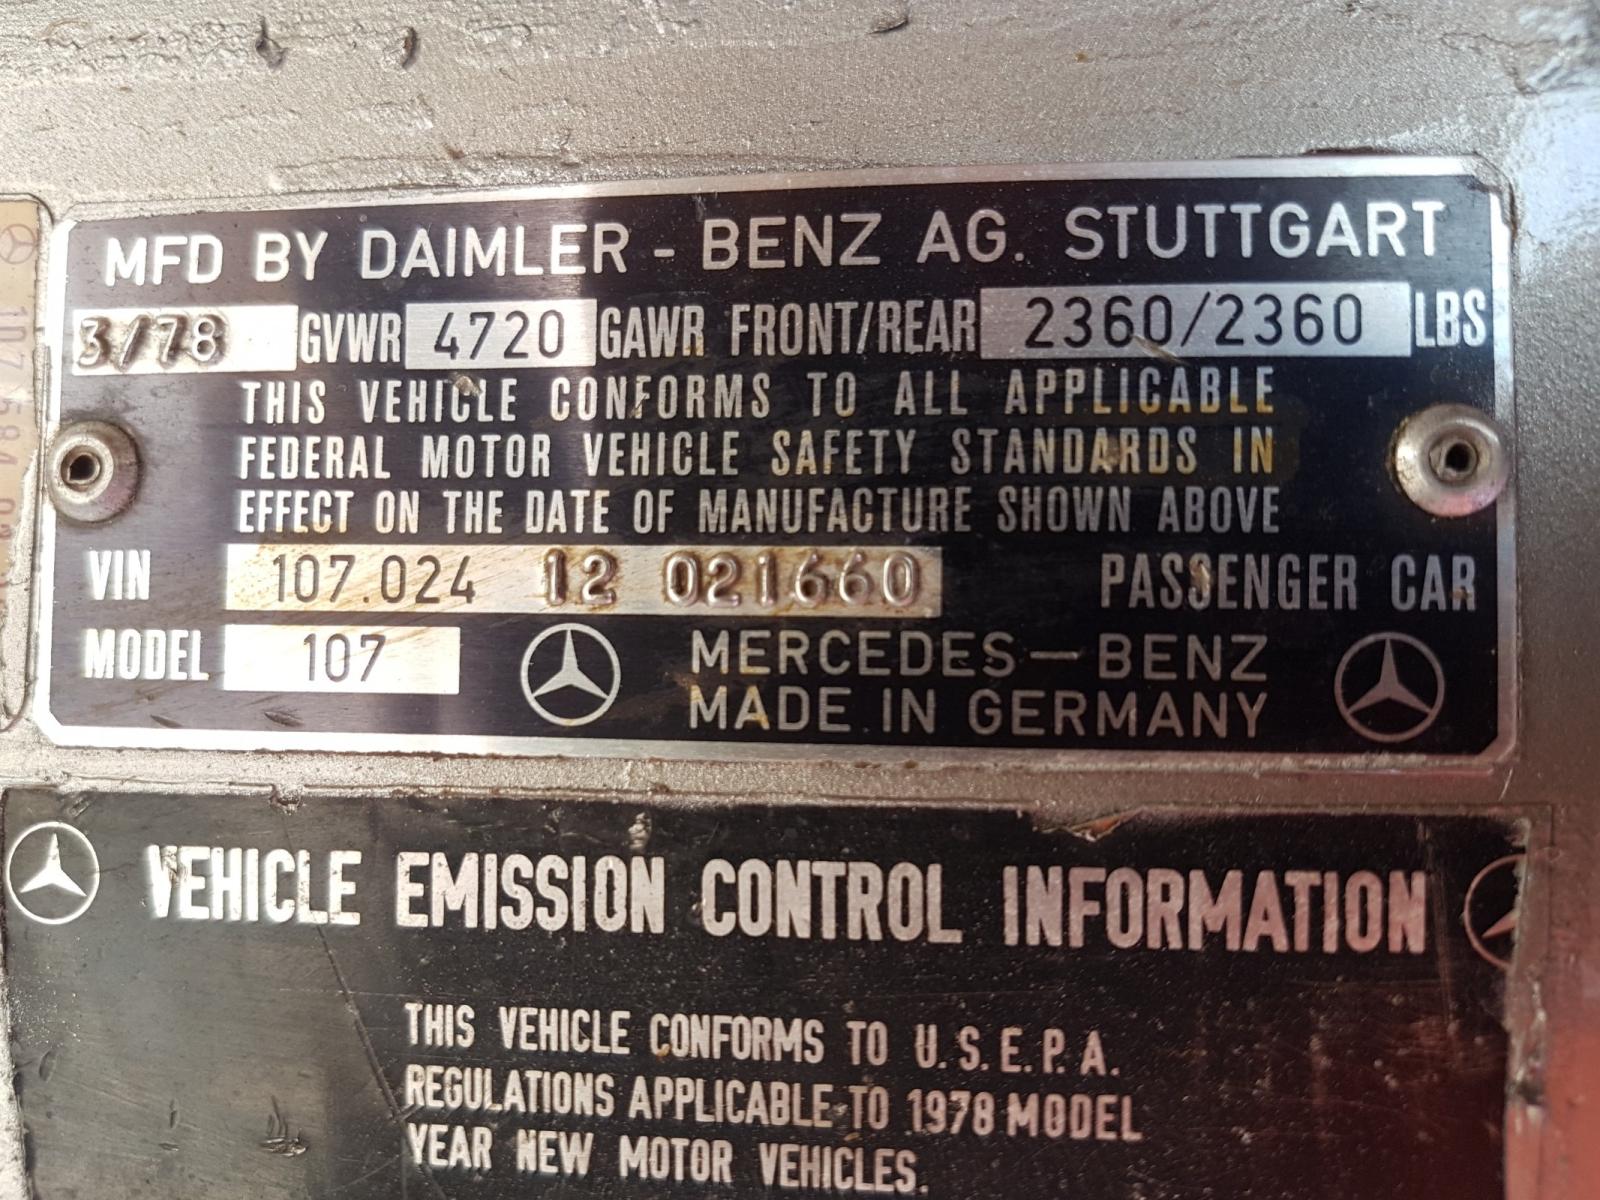 MFD BY DAIMLER - BENZ AG. STUTTGART
3/78 GVWR 4720 GAWR FRONT/REAR 2360/2360 LBS
THIS VEHICLE CONFORMS TO ALL APPLICABLE
FEDERAL MOTOR VEHICLE SAFETY STANDARDS IN
EFFECT ON THE DATE OF MANUFACTURE SHOWN ABOVE
VIN 107.024 12 021660 PASSENGER CAR
MODEL 107 MERCEDES-BENZ
MADE IN GERMANY
VEHICLE EMISSION CONTROL INFORMATION
THIS VEHICLE CONFORMS TO U.S.E.P.A.
REGULATIONS APPLICABLE TO 1978 MODEL
YEAR NEW MOTOR VEHICLES.